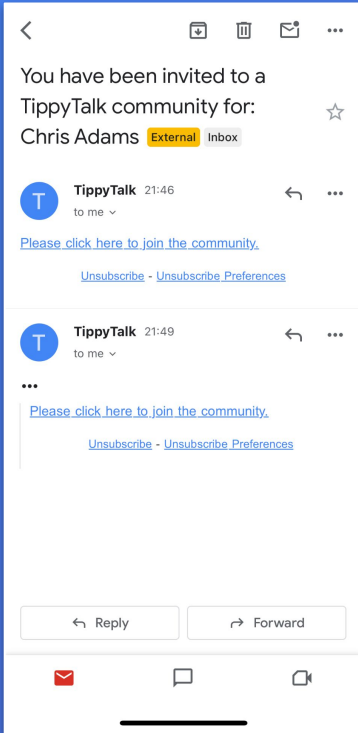 You have been invited to a
TippyTalk community for:
Chris Adams External Inbox
T
TippyTalk 21:46
to me
Please click here to join the community.
Unsubscribe - Unsubscribe Preferences
T
TippyTalk 21:49
to me
Please click here to join the community.
Unsubscribe - Unsubscribe Preferences
Reply Forward